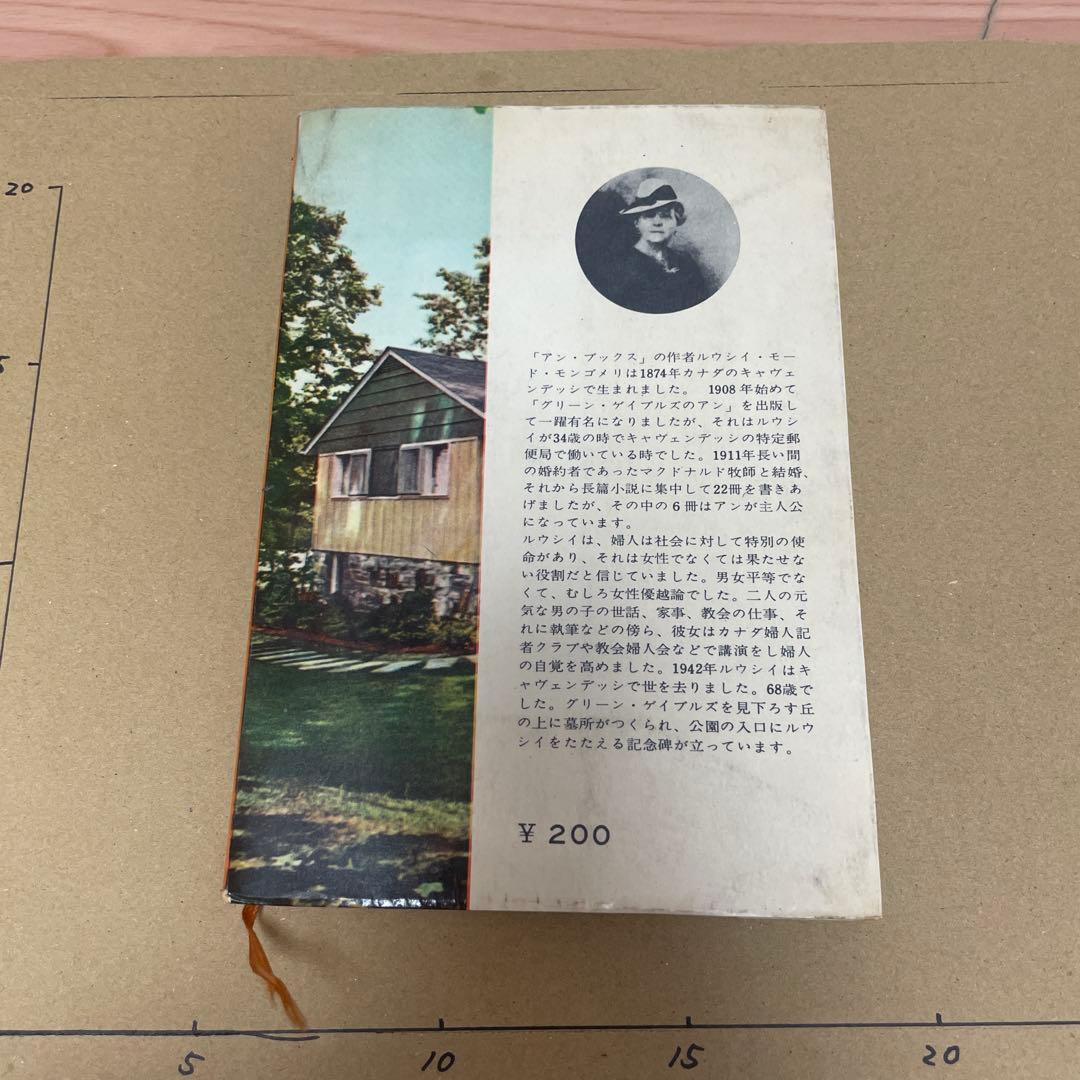 20
「アン・ブックス」の作者ルウシイ・モー
ド・モンゴメリは1874年カナダのキャヴェ
ンデッシで生まれました。 1908年始めて
「グリーン・ゲイブルズのアン」を出版し
て一躍有名になりましたが、それはルウシ
イが34歳の時でキャヴェンデッシの特定郵
便局で働いている時でした。1911年長い間
の婚約者であったマクドナルド牧師と結婚、
それから長篇小説に集中して22冊を書きあ
げましたが、その中の6冊はアンが主人公
になっています。
ルウシイは、婦人は社会に対して特別の使
命があり、それは女性でなくては果たせな
い役割だと信じていました。男女平等でな
くて、むしろ女性優越論でした。二人の元
気な男の子の世話、家事、教会の仕事、そ
れに執筆などの傍ら、彼女はカナダ婦人記
者クラブや教会婦人会などで講演をし婦人
の自覚を高めました。1942年ルウシイはキ
ャヴェンデッシで世を去りました。68歳で
した。グリーン・ゲイブルズを見下ろす丘
の上に墓所がつくられ、公園の入口にルウ
シイをたたえる記念碑が立っています。
¥ 200
5
10
15
20